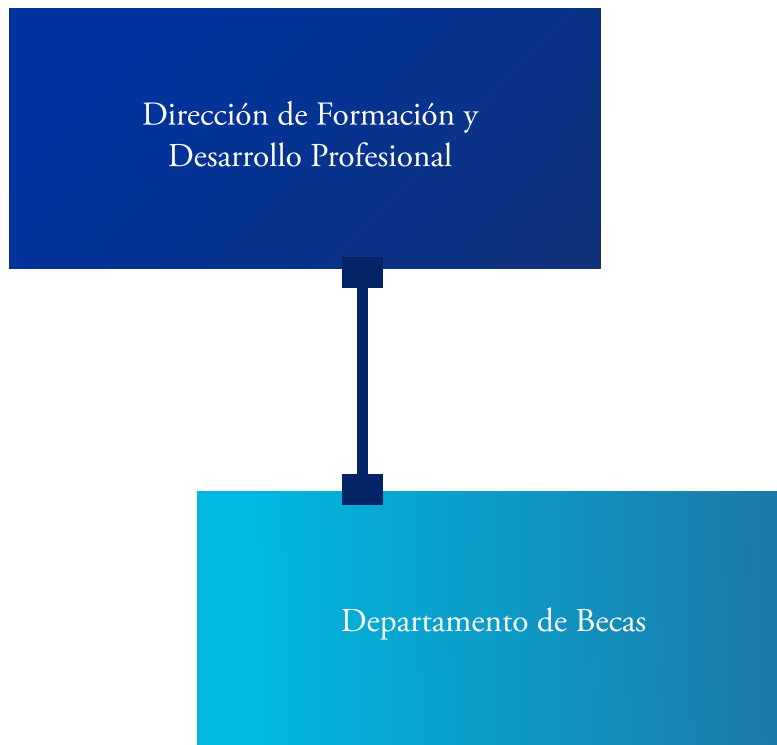 Dirección de Formación y
Desarrollo Profesional
Departamento de Becas